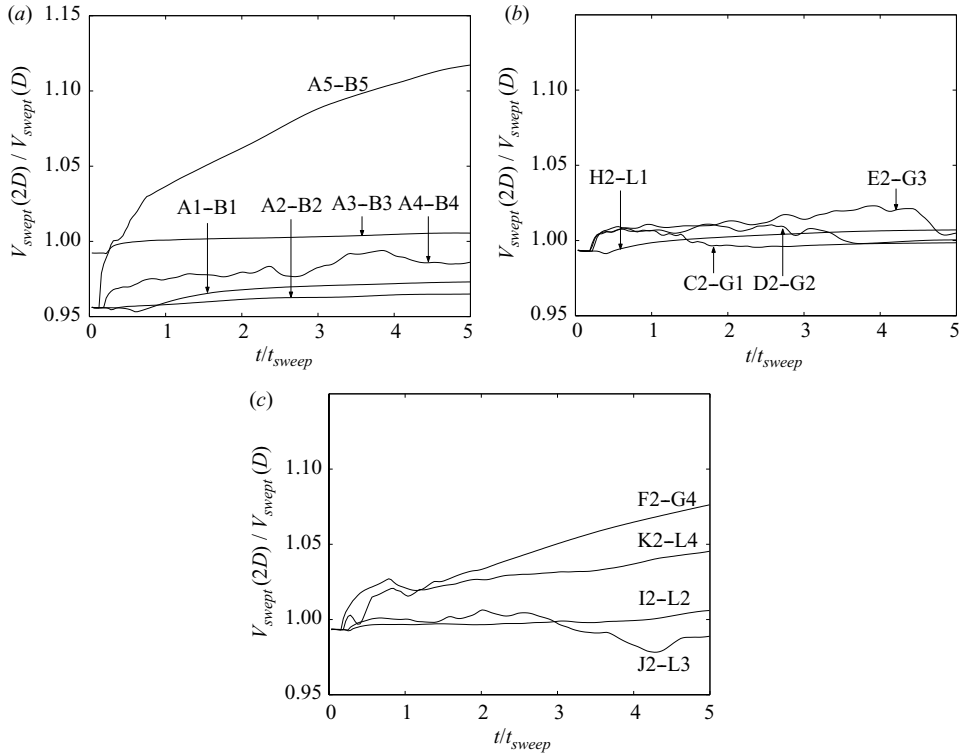 (a)
1.15
1.10
1.05
1.00
0.95
V_swept (2D) / V_swept (D)
A5–B5
A1–B1
A2–B2
A3–B3
A4–B4
0 1 2 3 4 5
t/t_sweep
(b)
1.10
1.05
1.00
0.95
V_swept (2D) / V_swept (D)
H2–L1
E2–G3
C2–G1
D2–G2
0 1 2 3 4 5
t/t_sweep
(c)
1.10
1.05
1.00
0.95
V_swept (2D) / V_swept (D)
F2–G4
K2–L4
I2–L2
J2–L3
0 1 2 3 4 5
t/t_sweep